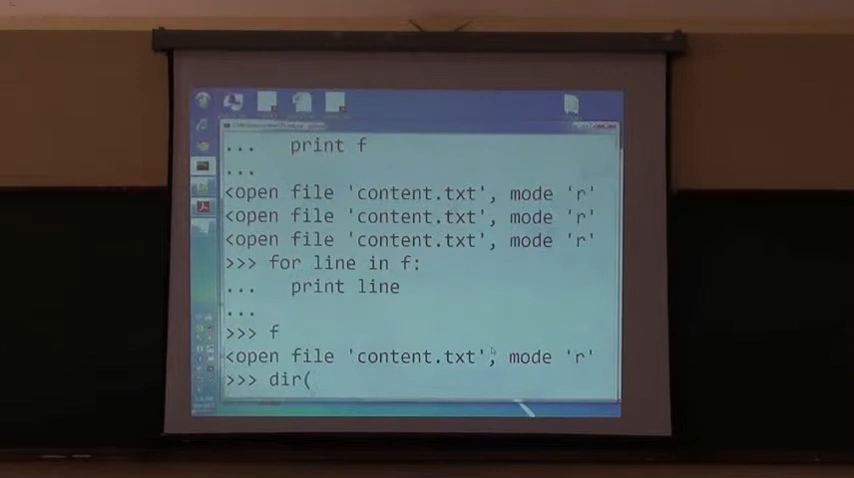 ...   print f
...
<open file 'content.txt', mode 'r'
<open file 'content.txt', mode 'r'
<open file 'content.txt', mode 'r'
>>> for line in f:
...   print line
...
>>> f
<open file 'content.txt', mode 'r'
>>> dir(